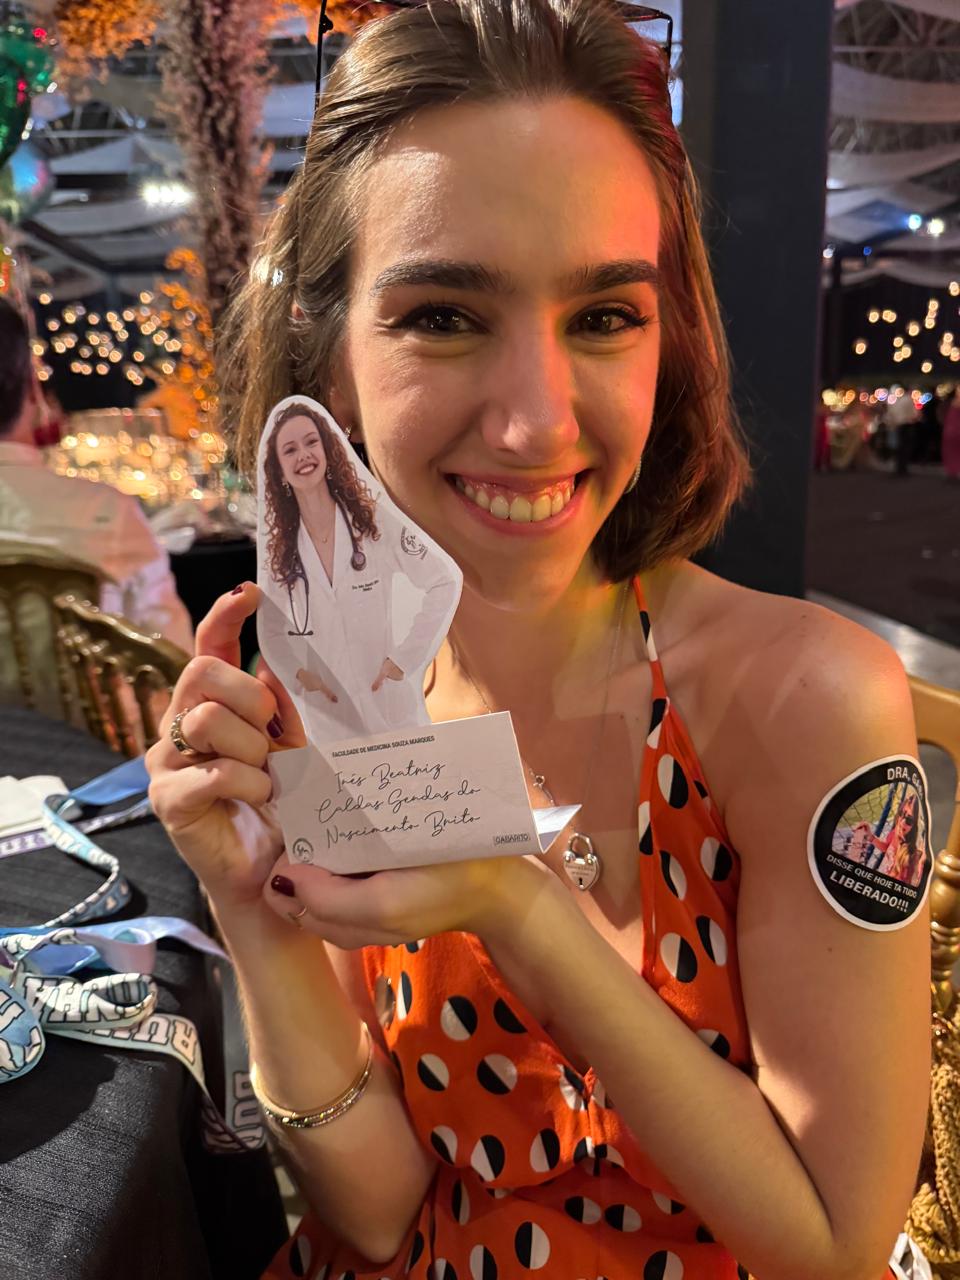 FACULDADE DE MEDICINA SOUZA MARQUES
Inês Beatriz
Caldas Gendas do
Nascimento Brito
GABARITO
DRA. GA
DISSE QUE HOJE TA TUDO
LIBERADO!!!